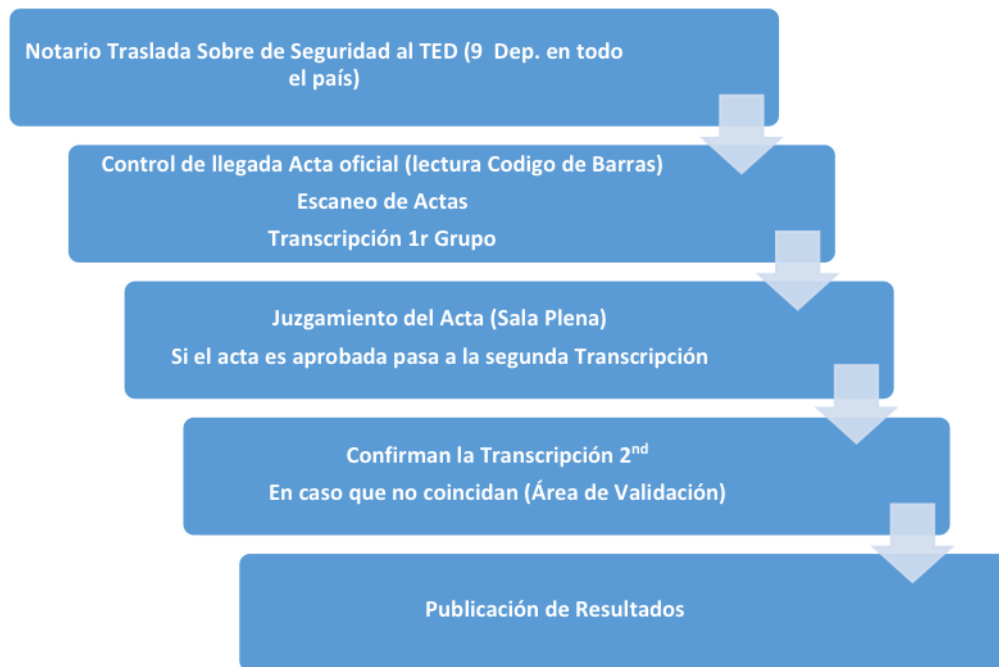 Notario Traslada Sobre de Seguridad al TED (9 Dep. en todo
el país)
Control de llegada Acta oficial (lectura Codigo de Barras)
Escaneo de Actas
Transcripción 1r Grupo
Juzgamiento del Acta (Sala Plena)
Si el acta es aprobada pasa a la segunda Transcripción
Confirman la Transcripción 2nd
En caso que no coincidan (Área de Validación)
Publicación de Resultados